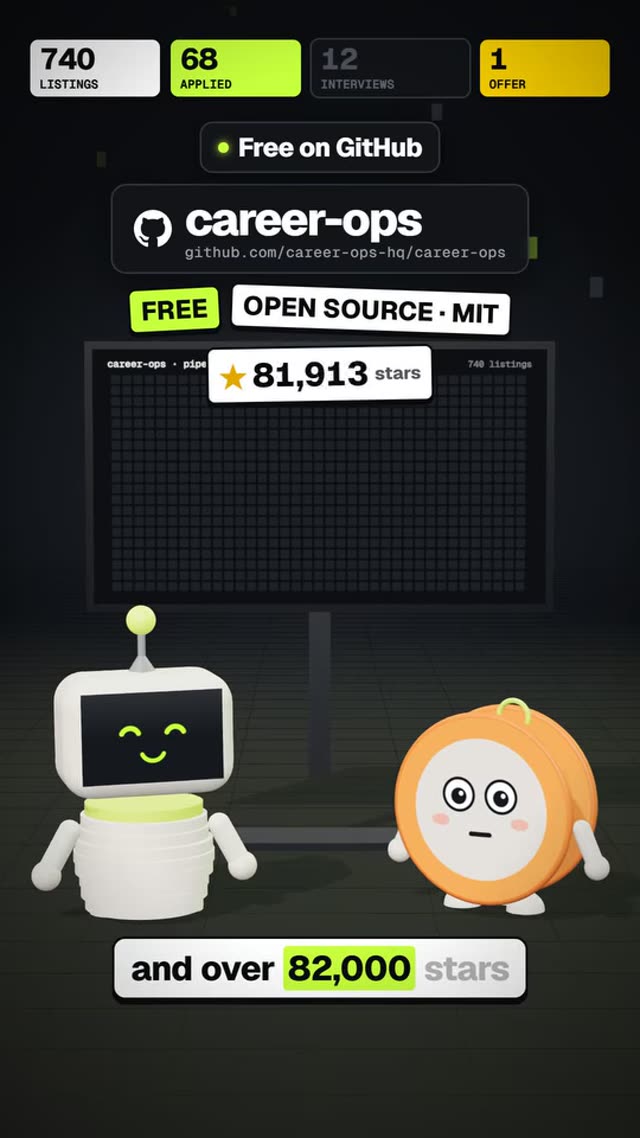 740
LISTINGS
68
APPLIED
12
INTERVIEWS
1
OFFER
Free on GitHub
career-ops
github.com/career-ops-hq/career-ops
FREE
OPEN SOURCE · MIT
career-ops · pipe
81,913 stars
740 listings
and over 82,000 stars